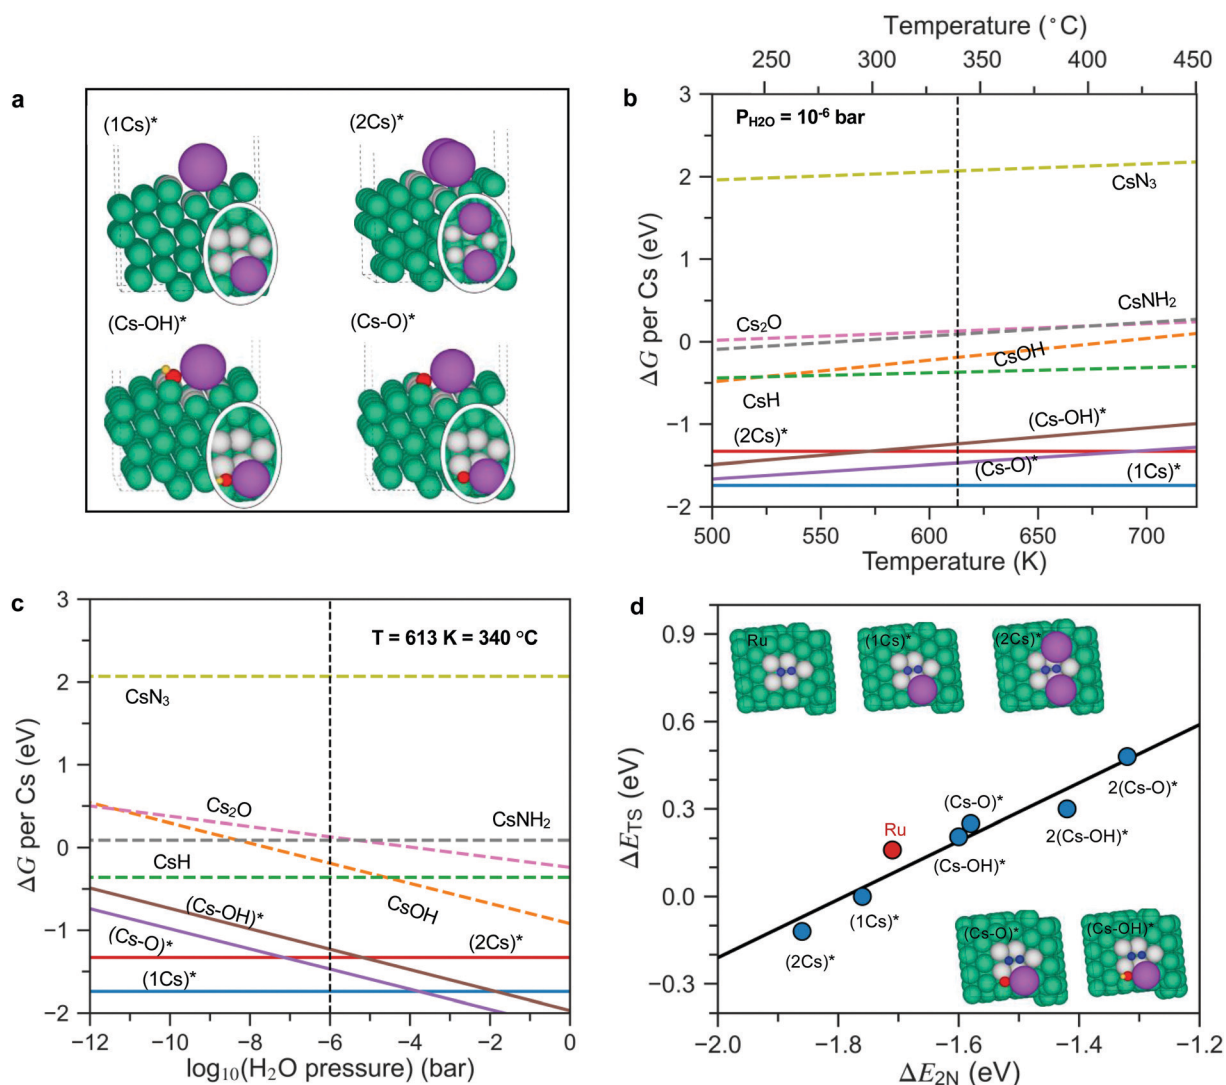 a
(1Cs)*
(2Cs)*
(Cs-OH)*
(Cs-O)*
b
Temperature (°C)
250 300 350 400 450
P_H2O = 10⁻⁶ bar
3
2
1
0
−1
−2
ΔG per Cs (eV)
CsN₃
Cs₂O
CsNH₂
CsOH
CsH
(Cs-OH)*
(2Cs)*
(Cs-O)*
(1Cs)*
500 550 600 650 700
Temperature (K)
c
T = 613 K = 340 °C
3
2
1
0
−1
−2
ΔG per Cs (eV)
CsN₃
Cs₂O
CsNH₂
CsH
CsOH
(Cs-OH)*
(Cs-O)*
(2Cs)*
(1Cs)*
−12 −10 −8 −6 −4 −2 0
log₁₀(H₂O pressure) (bar)
d
0.9
0.6
0.3
0.0
−0.3
ΔE_TS (eV)
Ru
(1Cs)*
(2Cs)*
(Cs-O)*
2(Cs-O)*
Ru
2(Cs-OH)*
(Cs-OH)*
(1Cs)*
(2Cs)*
(Cs-O)*
(Cs-OH)*
−2.0 −1.8 −1.6 −1.4 −1.2
ΔE_2N (eV)